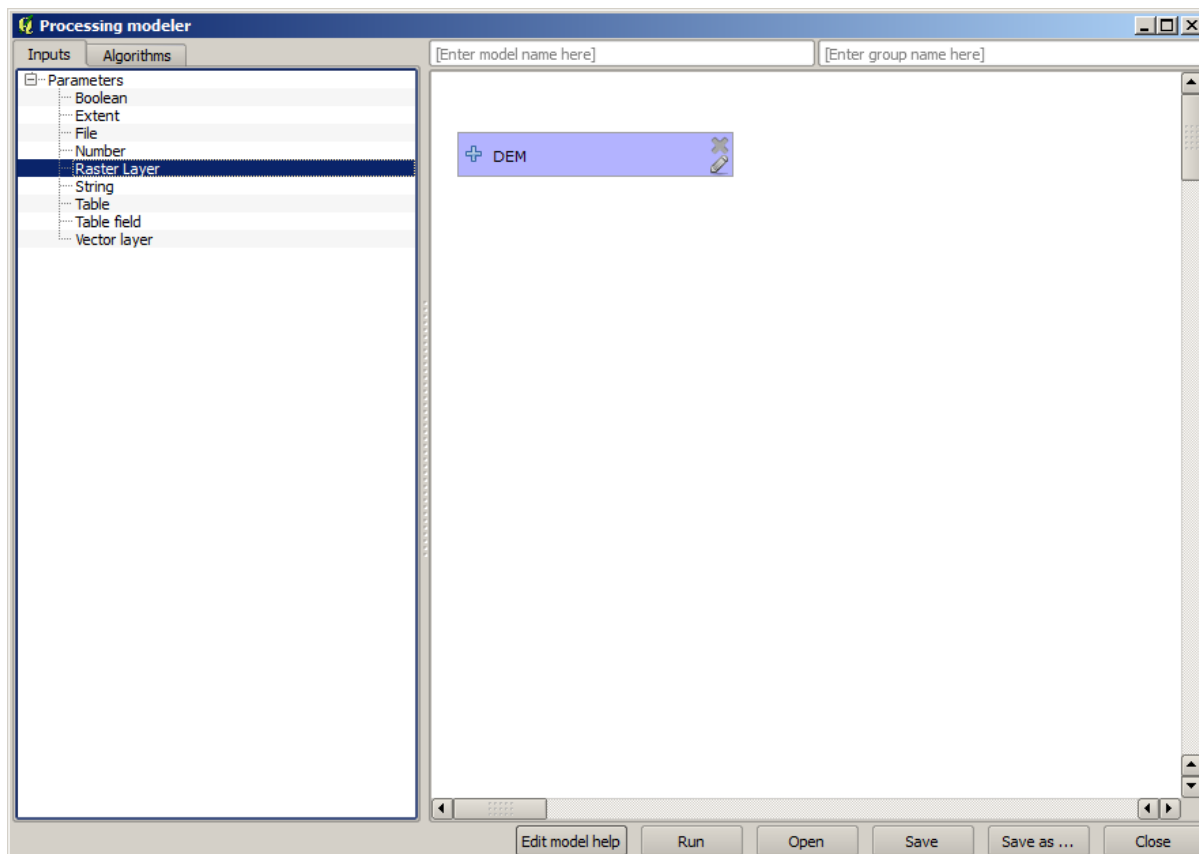 Processing modeler
Inputs Algorithms [Enter model name here] [Enter group name here]
Parameters
Boolean
Extent
File
Number
Raster Layer
String
Table
Table field
Vector layer
DEM
Edit model help Run Open Save Save as ... Close